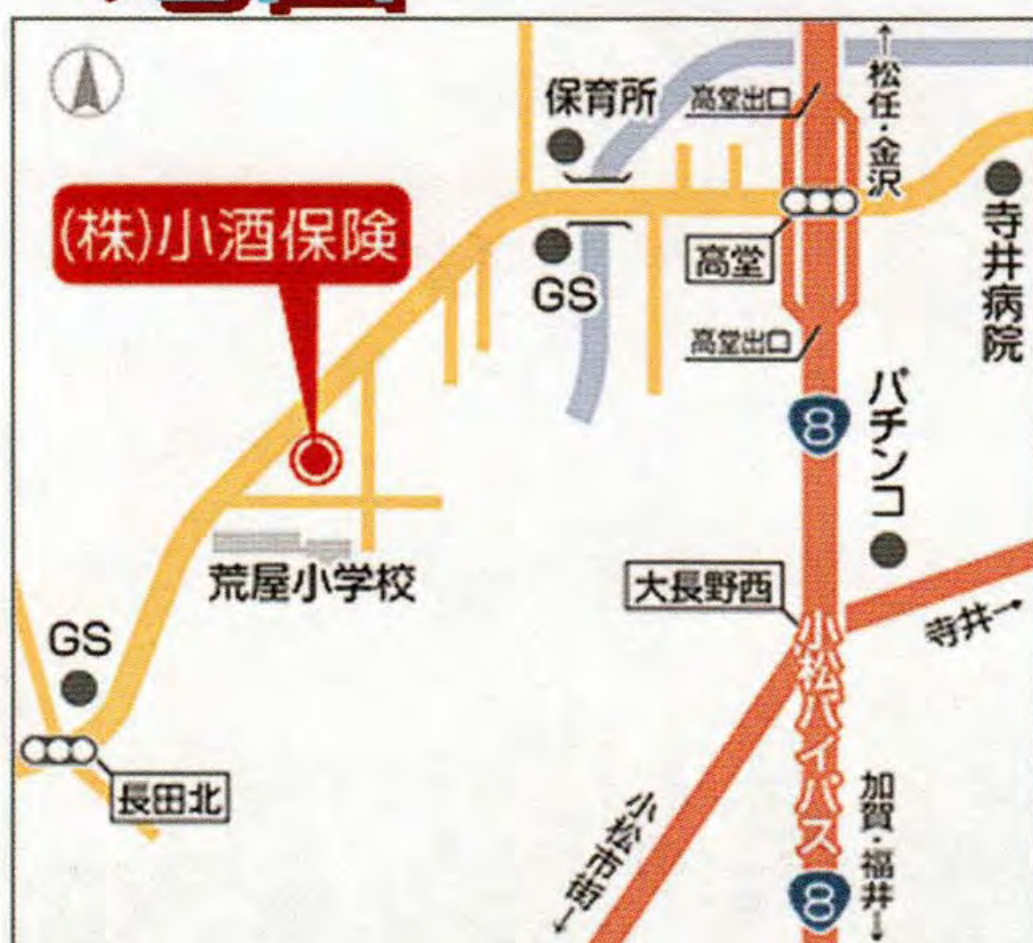 保育所
高堂出口
↑松任・金沢
(株)小酒保険
高堂
寺井病院
GS
高堂出口
8
パチンコ
荒屋小学校
大長野西
寺井→
GS
小松バイパス
長田北
小松市街↓
加賀・福井↓
8